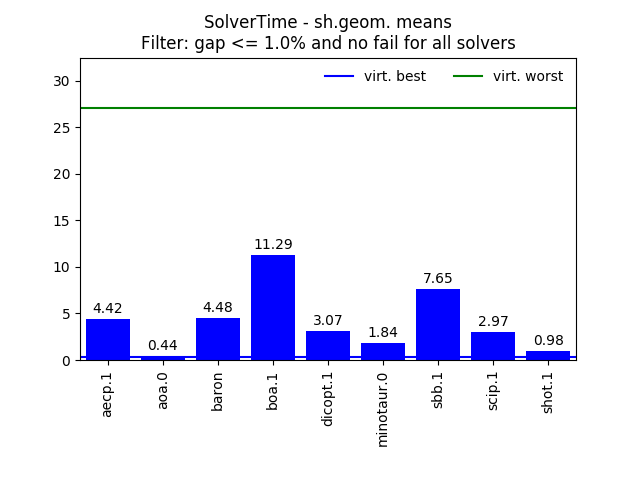 SolverTime - sh.geom. means
Filter: gap <= 1.0% and no fail for all solvers
virt. best
virt. worst
30
25
20
15
10
5
0
4.42
0.44
4.48
11.29
3.07
1.84
7.65
2.97
0.98
aecp.1
aoa.0
baron
boa.1
dicopt.1
minotaur.0
sbb.1
scip.1
shot.1